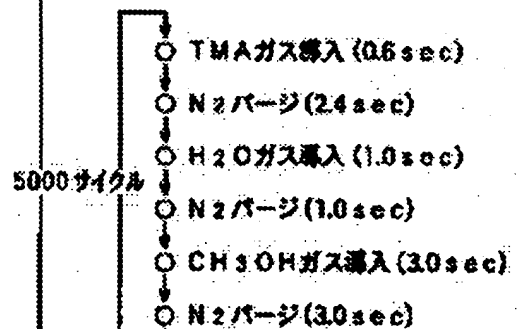 TMAガス導入(0.6sec)
N2パージ(2.4sec)
H2Oガス導入(1.0sec)
5000サイクル
N2パージ(1.0sec)
CH3OHガス導入(3.0sec)
N2パージ(3.0sec)